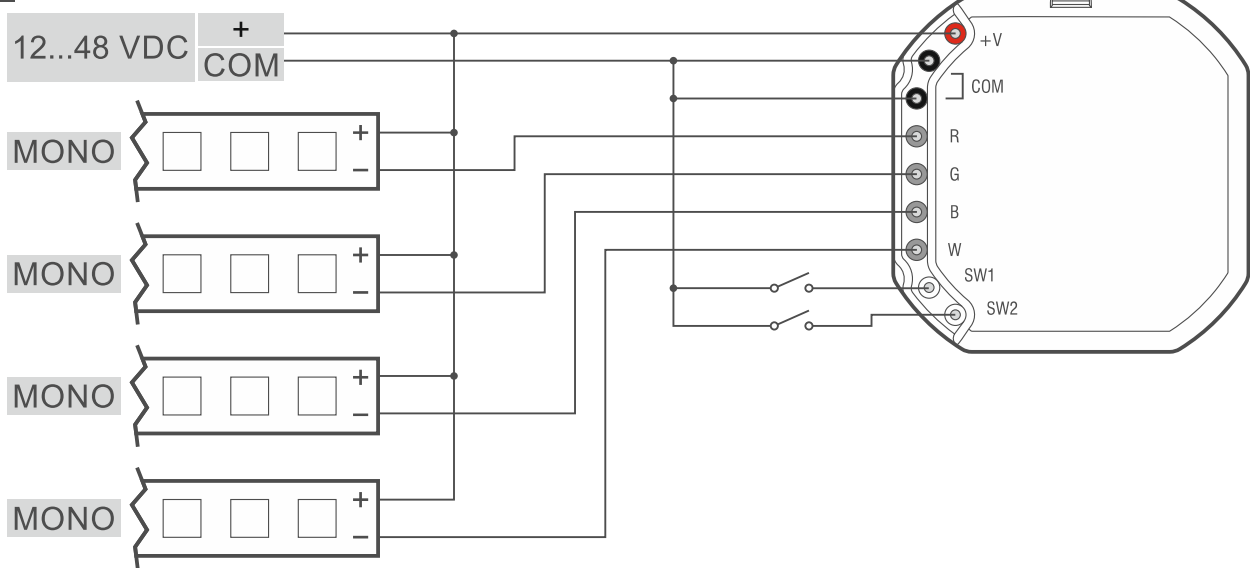 12...48 VDC
+
COM
+V
COM
MONO
+
−
R
G
B
W
MONO
+
−
SW1
SW2
MONO
+
−
MONO
+
−